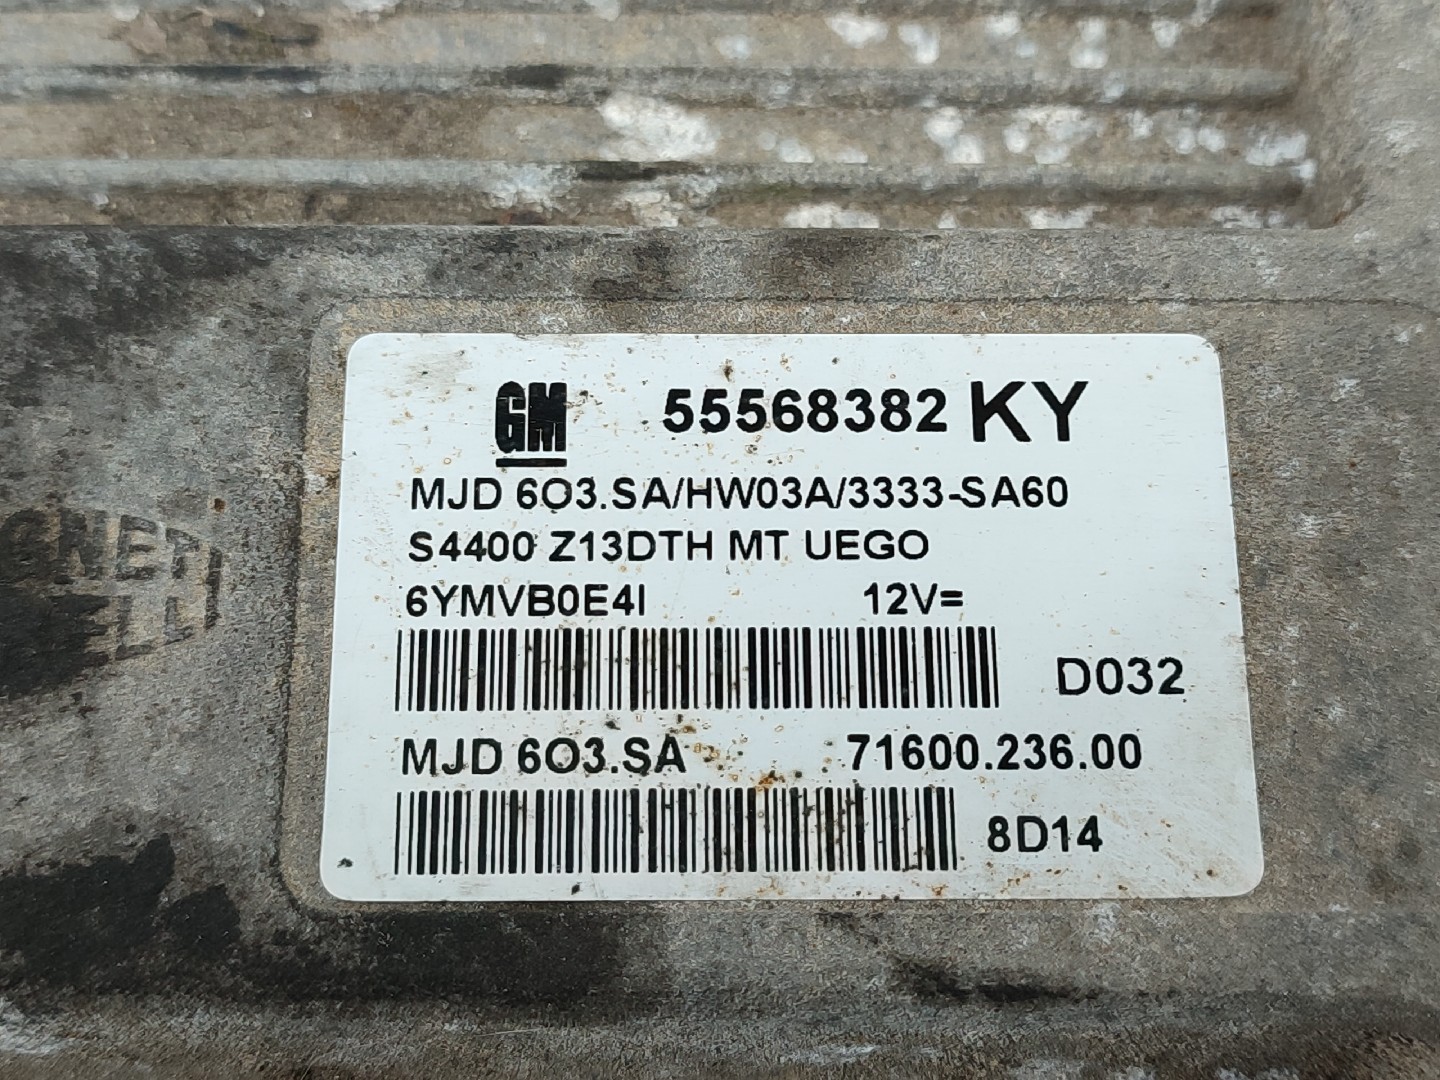 GM 55568382 KY
MJD 6O3.SA/HW03A/3333-SA60
S4400 Z13DTH MT UEGO
6YMVB0E4I 12V=
D032
MJD 6O3.SA 71600.236.00
8D14